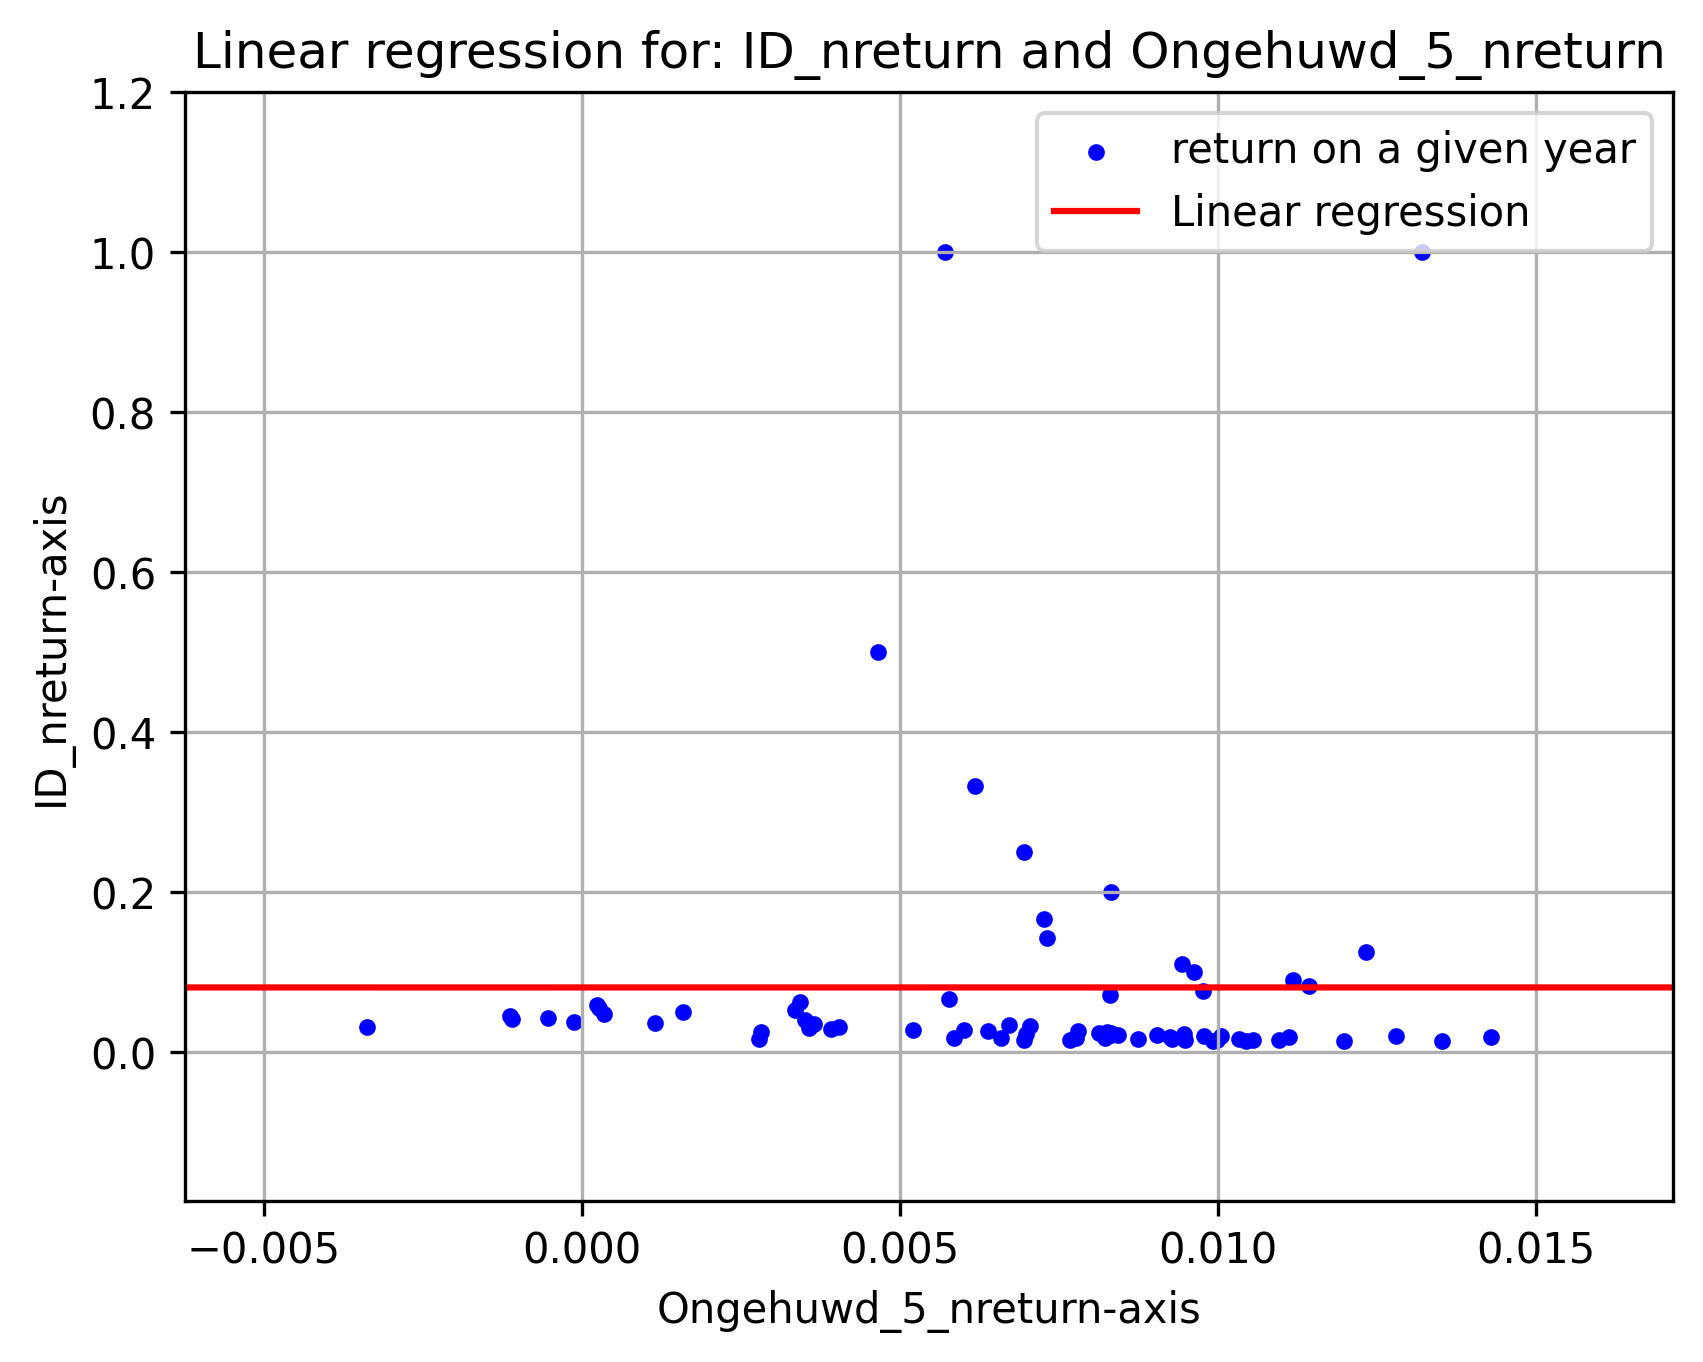 Linear regression for: ID_nreturn and Ongehuwd_5_nreturn
1.2
1.0
0.8
0.6
0.4
0.2
0.0
ID_nreturn-axis
return on a given year
Linear regression
−0.005 0.000 0.005 0.010 0.015
Ongehuwd_5_nreturn-axis